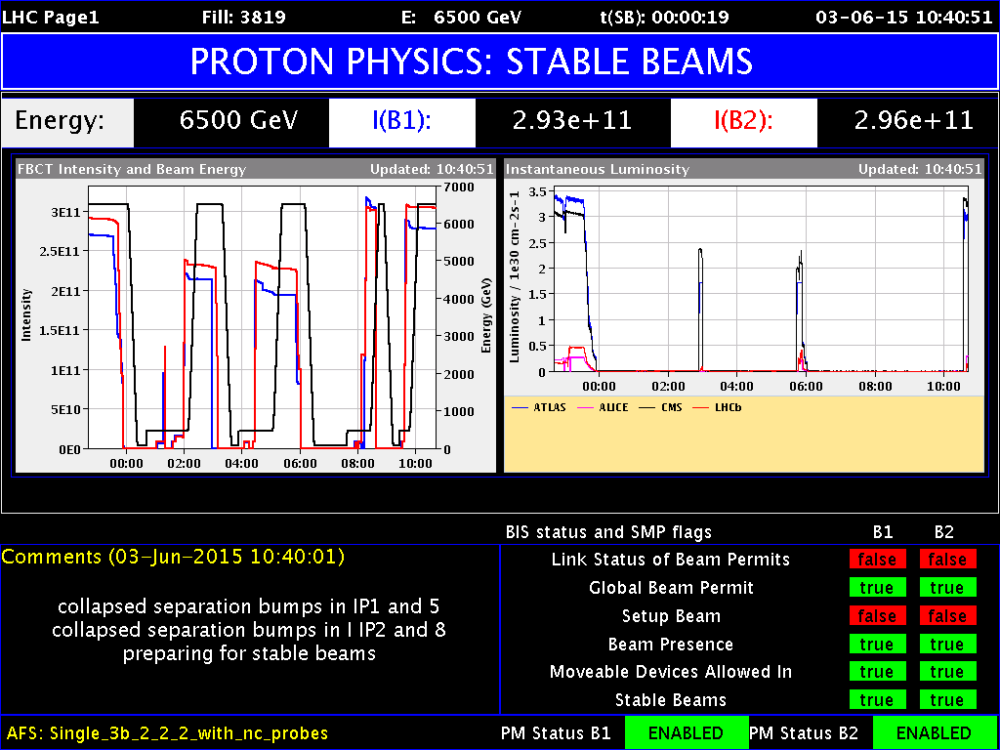 LHC Page1 Fill: 3819 E: 6500 GeV t(SB): 00:00:19 03-06-15 10:40:51
PROTON PHYSICS: STABLE BEAMS
Energy: 6500 GeV I(B1): 2.93e+11 I(B2): 2.96e+11
FBCT Intensity and Beam Energy Updated: 10:40:51
Intensity
3E11
2.5E11
2E11
1.5E11
1E11
5E10
0E0
7000
6000
5000
4000
3000
2000
1000
0
Energy (GeV)
00:00 02:00 04:00 06:00 08:00 10:00
Instantaneous Luminosity Updated: 10:40:51
Luminosity / 1e30 cm-2s-1
3.5
3
2.5
2
1.5
1
0.5
0
00:00 02:00 04:00 06:00 08:00 10:00
ATLAS ALICE CMS LHCb
Comments (03-Jun-2015 10:40:01)
collapsed separation bumps in IP1 and 5
collapsed separation bumps in I IP2 and 8
preparing for stable beams
BIS status and SMP flags B1 B2
Link Status of Beam Permits false false
Global Beam Permit true true
Setup Beam false false
Beam Presence true true
Moveable Devices Allowed In true true
Stable Beams true true
AFS: Single_3b_2_2_2_with_nc_probes PM Status B1 ENABLED PM Status B2 ENABLED